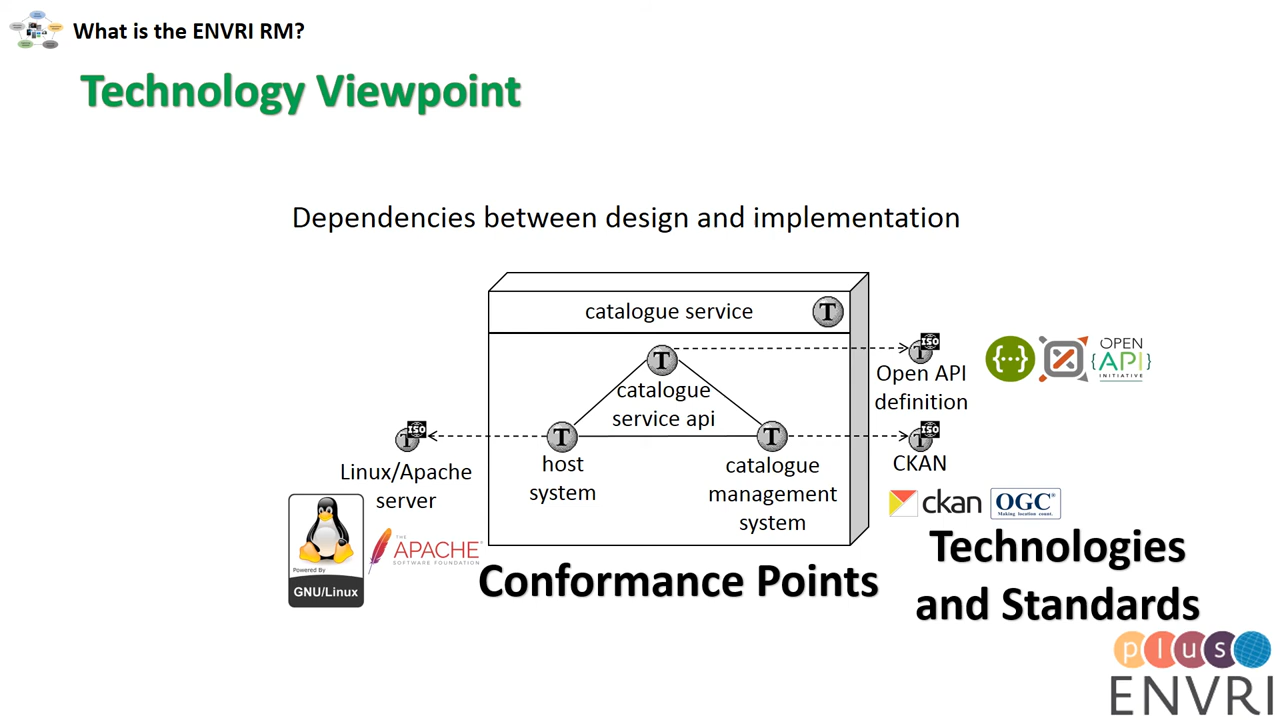 What is the ENVRI RM?
Technology Viewpoint
Dependencies between design and implementation
catalogue service
T
T
catalogue
service api
T
ISO
Open API
definition
{...}
OPEN
{API}
INITIATIVE
T
ISO
Linux/Apache
server
T
host
system
T
catalogue
management
system
T
ISO
CKAN
ckan
OGC®
Making location count.
Powered By
GNU/Linux
THE
APACHE®
SOFTWARE FOUNDATION
Conformance Points
Technologies
and Standards
plus
ENVRI